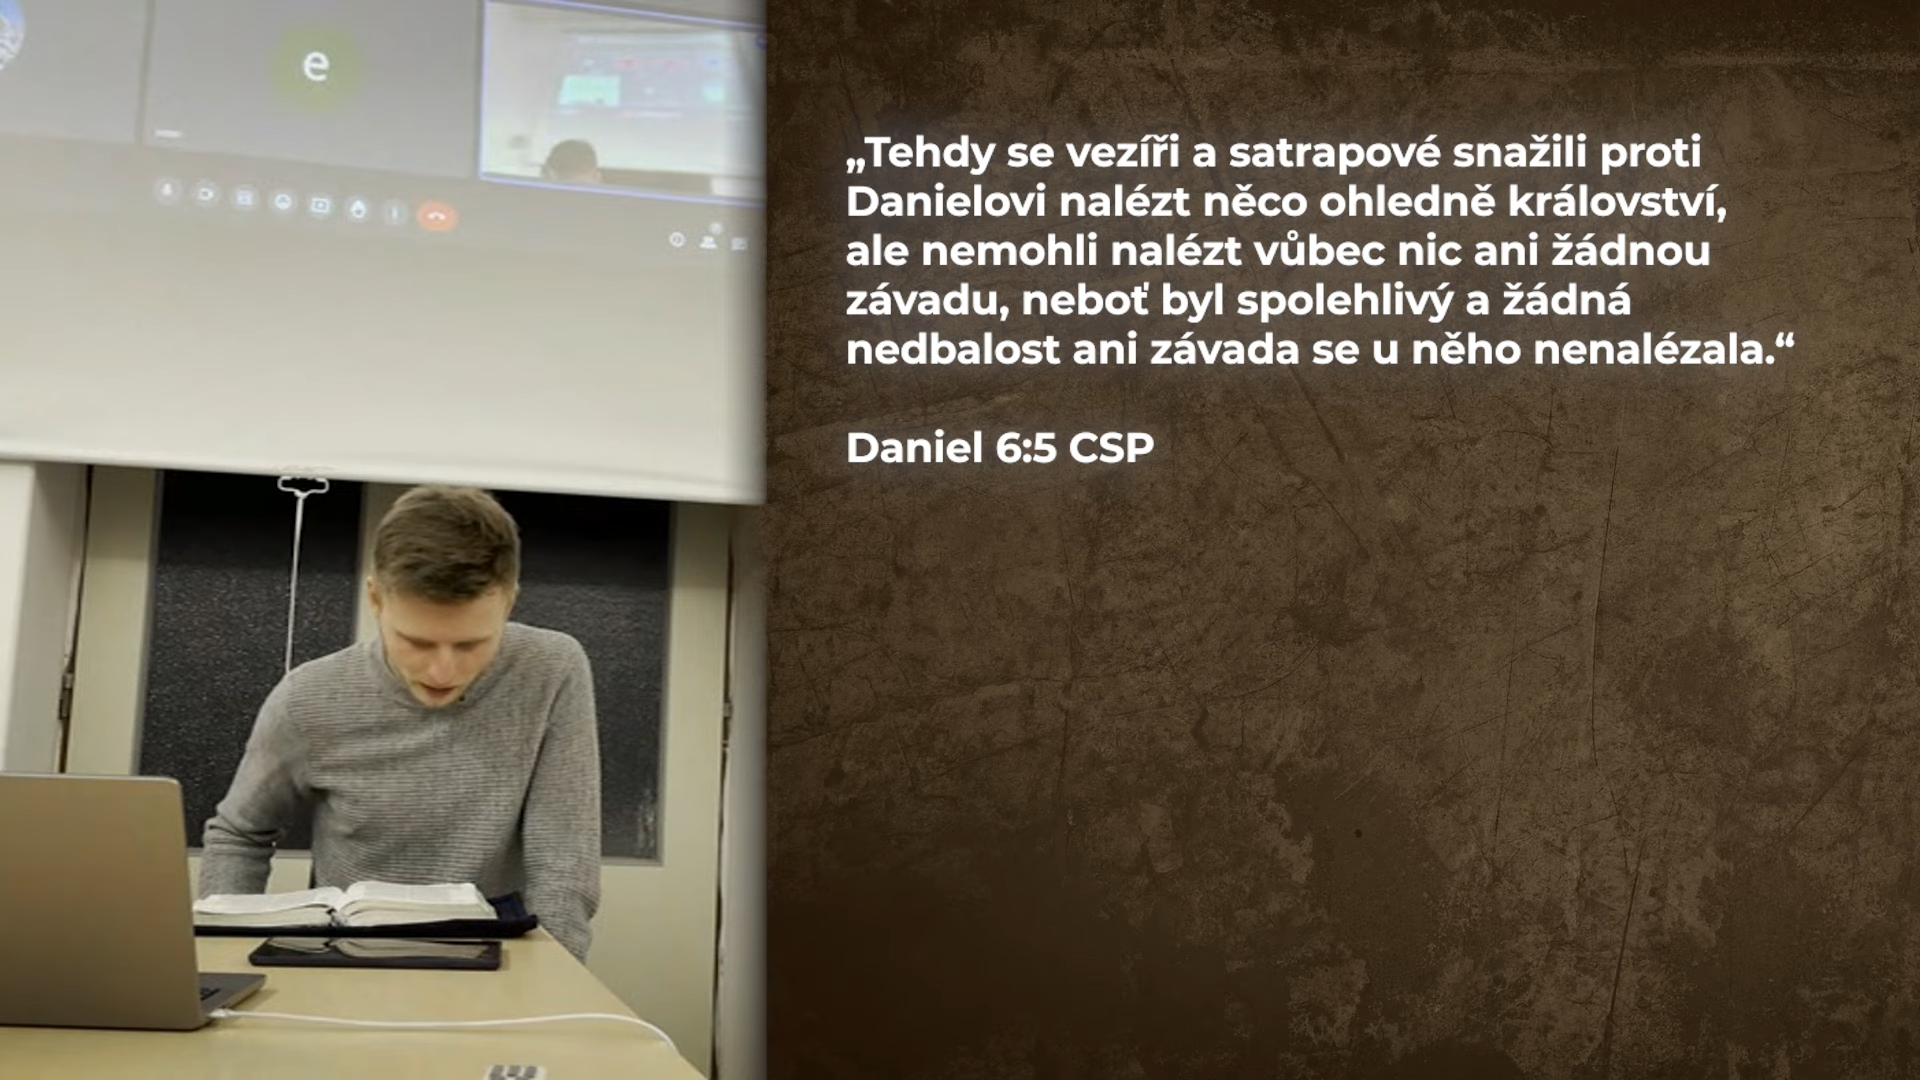 e
„Tehdy se vezíři a satrapové snažili proti
Danielovi nalézt něco ohledně království,
ale nemohli nalézt vůbec nic ani žádnou
závadu, neboť byl spolehlivý a žádná
nedbalost ani závada se u něho nenalézala.“
Daniel 6:5 CSP